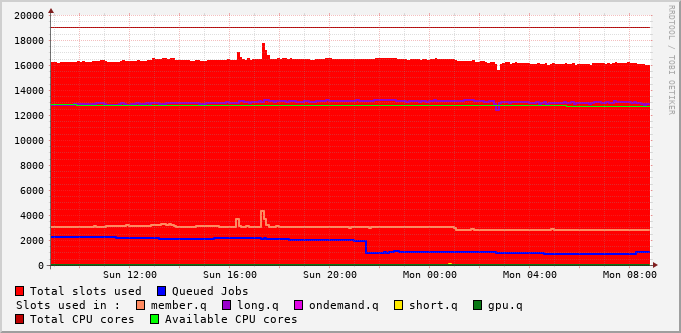 20000
18000
16000
14000
12000
10000
8000
6000
4000
2000
0
Sun 12:00 Sun 16:00 Sun 20:00 Mon 00:00 Mon 04:00 Mon 08:00
Total slots used Queued Jobs
Slots used in : member.q long.q ondemand.q short.q gpu.q
Total CPU cores Available CPU cores
RRDTOOL / TOBI OETIKER